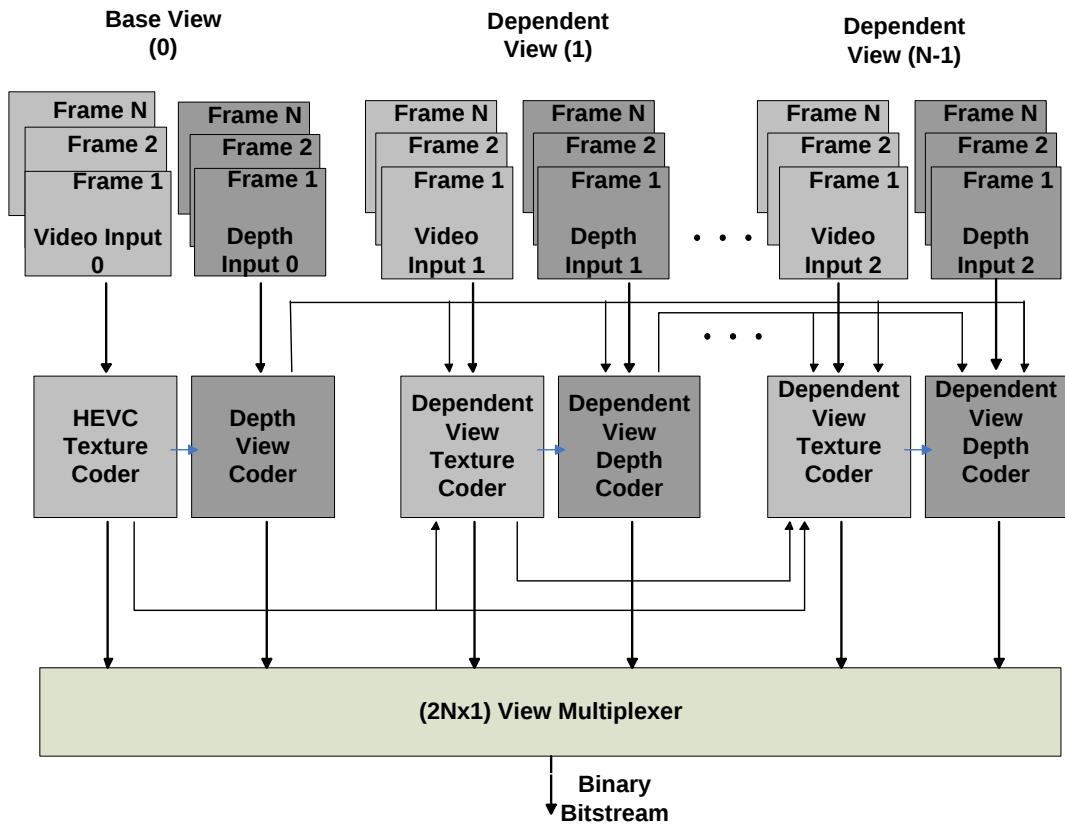 Base View
(0)
Dependent
View (1)
Dependent
View (N-1)
Frame N
Frame 2
Frame 1
Video Input
0
Frame N
Frame 2
Frame 1
Depth
Input 0
Frame N
Frame 2
Frame 1
Video
Input 1
Frame N
Frame 2
Frame 1
Depth
Input 1
. . .
Frame N
Frame 2
Frame 1
Video
Input 2
Frame N
Frame 2
Frame 1
Depth
Input 2
. . .
HEVC
Texture
Coder
Depth
View
Coder
Dependent
View
Texture
Coder
Dependent
View
Depth
Coder
Dependent
View
Texture
Coder
Dependent
View
Depth
Coder
(2Nx1) View Multiplexer
Binary
Bitstream